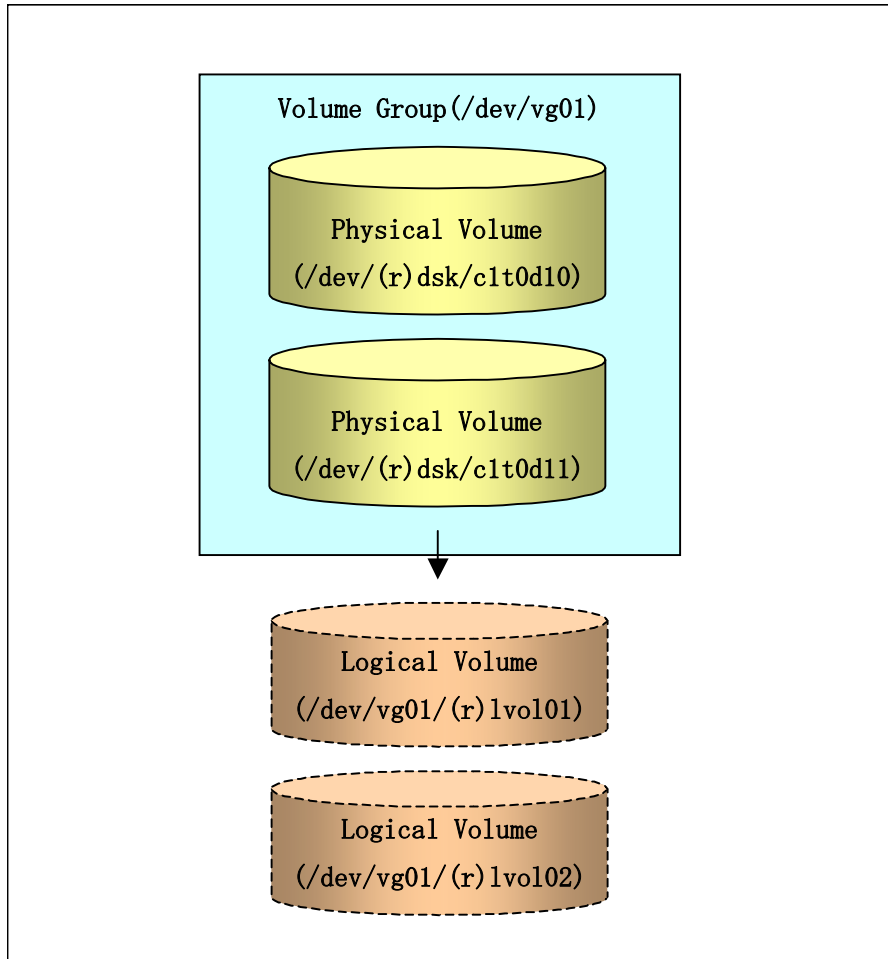 Volume Group(/dev/vg01)
Physical Volume
(/dev/(r)dsk/c1t0d10)
Physical Volume
(/dev/(r)dsk/c1t0d11)
Logical Volume
(/dev/vg01/(r)lvol01)
Logical Volume
(/dev/vg01/(r)lvol02)